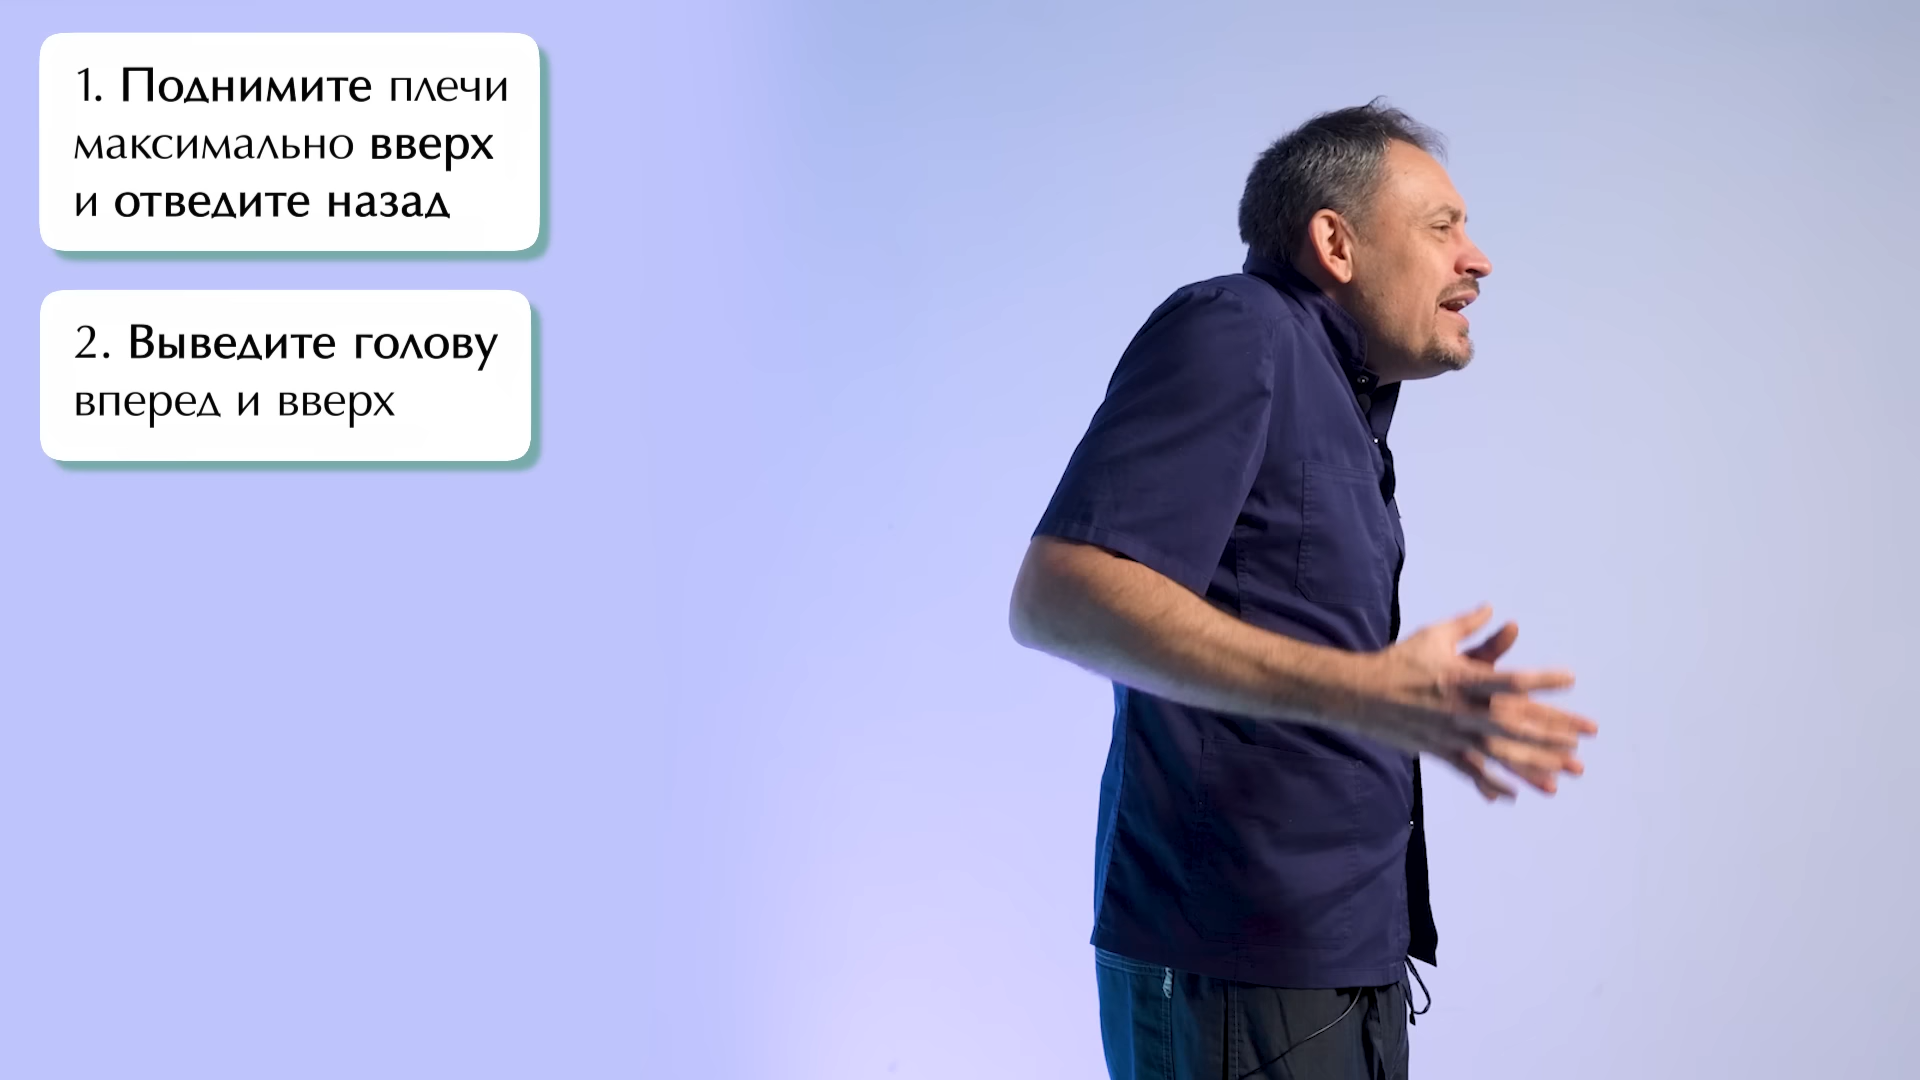 1. Поднимите плечи
максимально вверх
и отведите назад
2. Выведите голову
вперед и вверх